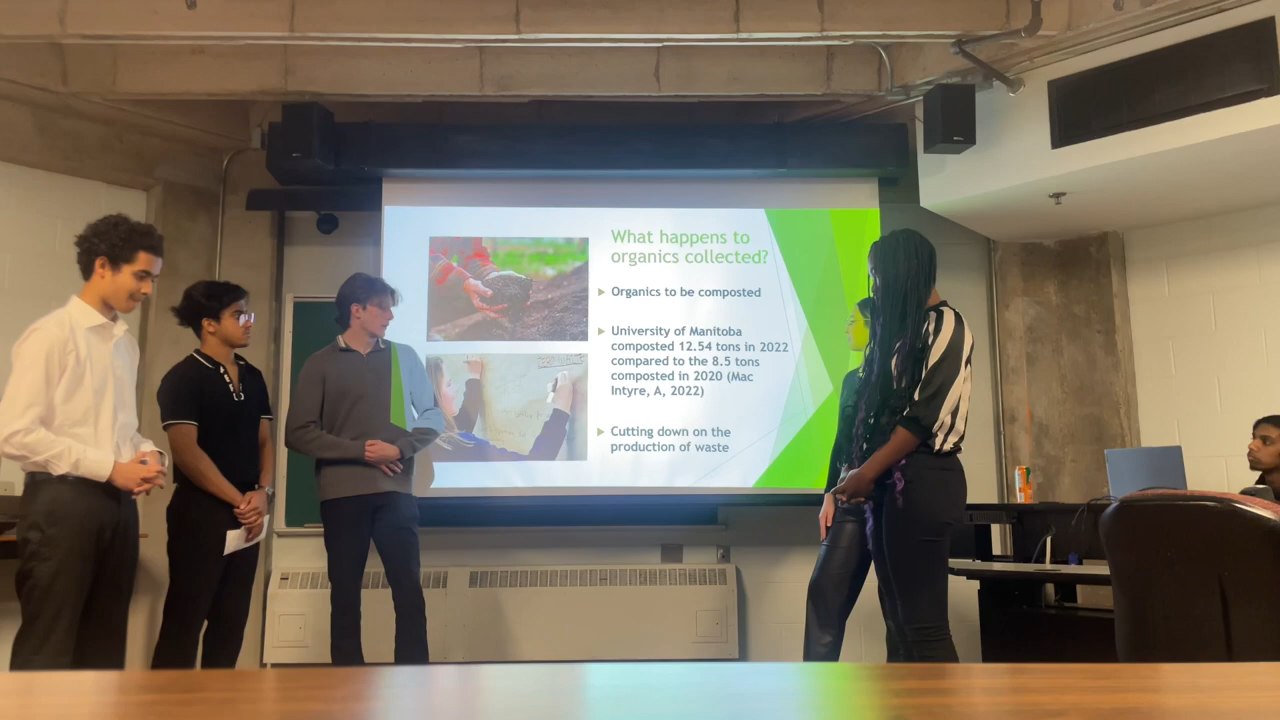 What happens to
organics collected?
Organics to be composted
University of Manitoba
composted 12.54 tons in 2022
compared to the 8.5 tons
composted in 2020 (Mac
Intyre, A, 2022)
Cutting down on the
production of waste